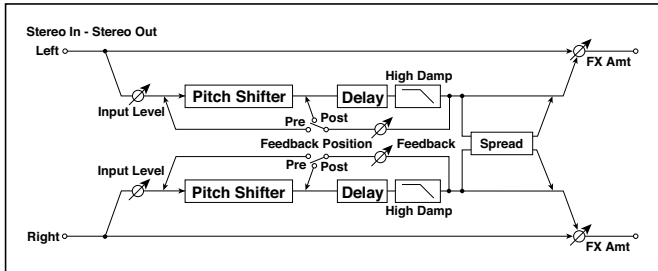 Stereo In - Stereo Out
Left
FX Amt
High Damp
Pitch Shifter
Delay
Input Level
Pre
Post
Feedback Position
Feedback
Spread
Input Level
Pre
Post
Pitch Shifter
Delay
High Damp
Right
FX Amt